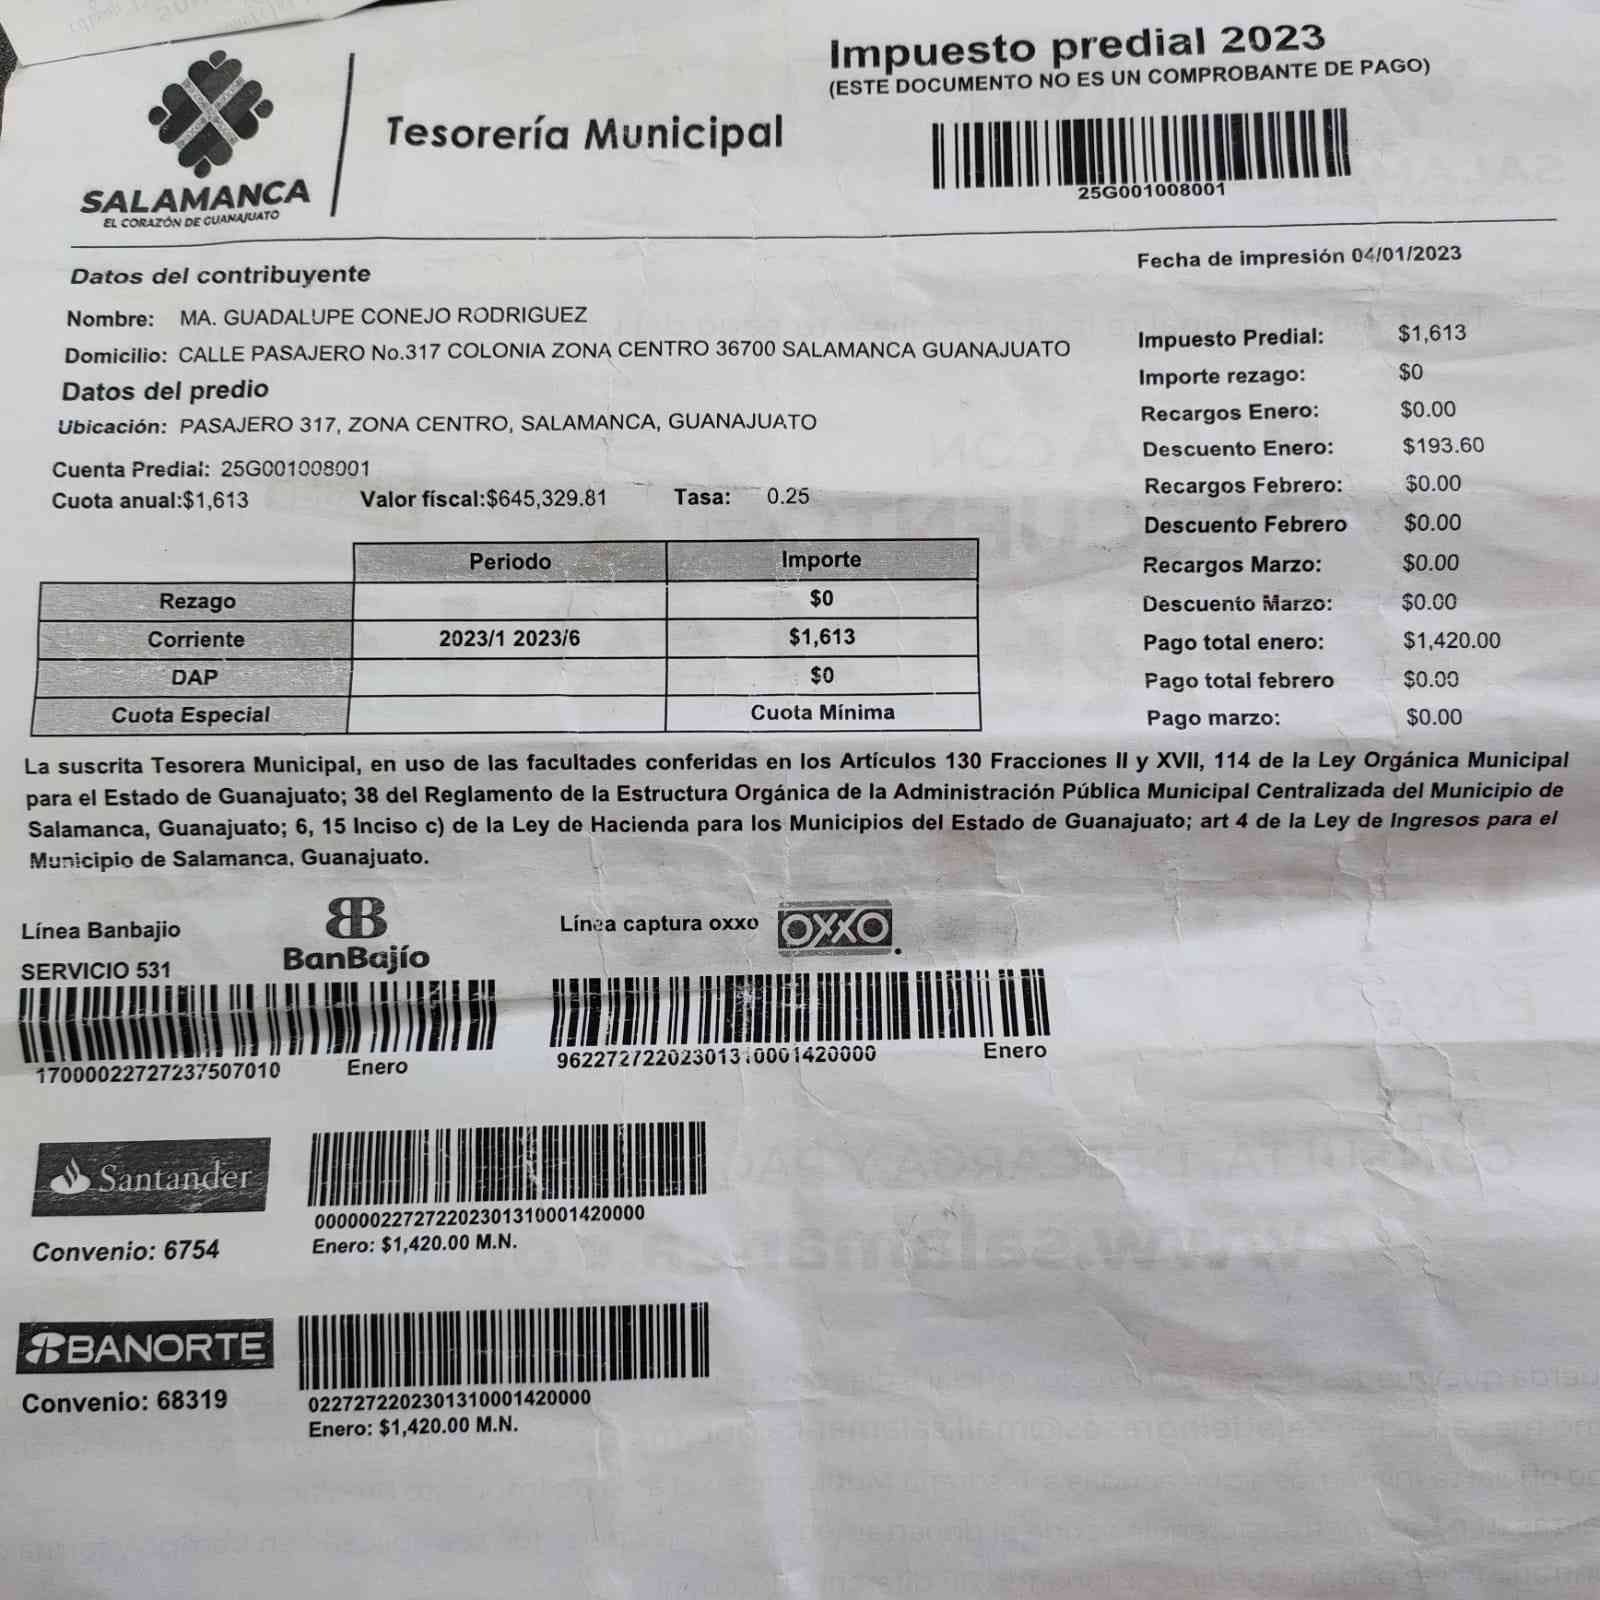 Impuesto predial 2023
(ESTE DOCUMENTO NO ES UN COMPROBANTE DE PAGO)
Tesorería Municipal
SALAMANCA
EL CORAZÓN DE GUANAJUATO
25G001008001
Fecha de impresión 04/01/2023
Datos del contribuyente
Nombre: MA. GUADALUPE CONEJO RODRIGUEZ
Domicilio: CALLE PASAJERO No.317 COLONIA ZONA CENTRO 36700 SALAMANCA GUANAJUATO
Datos del predio
Ubicación: PASAJERO 317, ZONA CENTRO, SALAMANCA, GUANAJUATO
Cuenta Predial: 25G001008001
Cuota anual:$1,613 Valor físcal:$645,329.81 Tasa: 0.25
Impuesto Predial: $1,613
Importe rezago: $0
Recargos Enero: $0.00
Descuento Enero: $193.60
Recargos Febrero: $0.00
Descuento Febrero $0.00
Recargos Marzo: $0.00
Descuento Marzo: $0.00
Pago total enero: $1,420.00
Pago total febrero $0.00
Pago marzo: $0.00
Periodo Importe
Rezago $0
Corriente 2023/1 2023/6 $1,613
DAP $0
Cuota Especial Cuota Mínima
La suscrita Tesorera Municipal, en uso de las facultades conferidas en los Artículos 130 Fracciones II y XVII, 114 de la Ley Orgánica Municipal
para el Estado de Guanajuato; 38 del Reglamento de la Estructura Orgánica de la Administración Pública Municipal Centralizada del Municipio de
Salamanca, Guanajuato; 6, 15 Inciso c) de la Ley de Hacienda para los Municipios del Estado de Guanajuato; art 4 de la Ley de Ingresos para el
Municipio de Salamanca, Guanajuato.
Línea Banbajio
BanBajío
SERVICIO 531
17000022727237507010 Enero
Línea captura oxxo
OXXO
96227272202301310001420000 Enero
Santander
Convenio: 6754
000000227272202301310001420000
Enero: $1,420.00 M.N.
BANORTE
Convenio: 68319
0227272202301310001420000
Enero: $1,420.00 M.N.